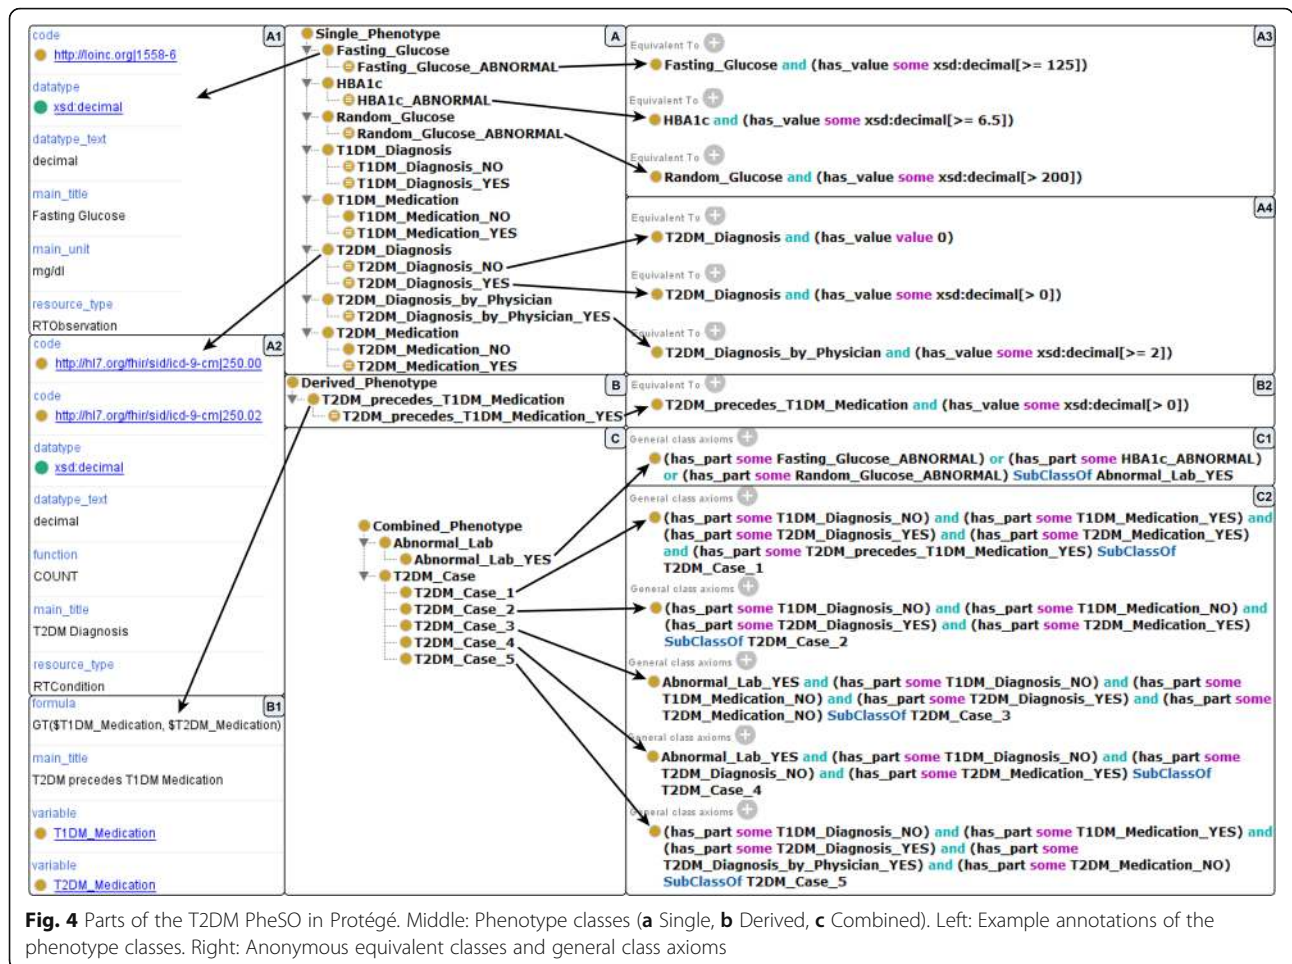 code
A1
http://loinc.org|1558-6
datatype
xsd:decimal
datatype_text
decimal
main_title
Fasting Glucose
main_unit
mg/dl
resource_type
RTObservation
code
A2
http://hl7.org/fhir/sid/icd-9-cm|250.00
code
http://hl7.org/fhir/sid/icd-9-cm|250.02
datatype
xsd:decimal
datatype_text
decimal
function
COUNT
main_title
T2DM Diagnosis
resource_type
RTCondition
formula
B1
GT($T1DM_Medication, $T2DM_Medication)
main_title
T2DM precedes T1DM Medication
variable
T1DM_Medication
variable
T2DM_Medication
Single_Phenotype
A
Fasting_Glucose
Fasting_Glucose_ABNORMAL
HBA1c
HBA1c_ABNORMAL
Random_Glucose
Random_Glucose_ABNORMAL
T1DM_Diagnosis
T1DM_Diagnosis_NO
T1DM_Diagnosis_YES
T1DM_Medication
T1DM_Medication_NO
T1DM_Medication_YES
T2DM_Diagnosis
T2DM_Diagnosis_NO
T2DM_Diagnosis_YES
T2DM_Diagnosis_by_Physician
T2DM_Diagnosis_by_Physician_YES
T2DM_Medication
T2DM_Medication_NO
T2DM_Medication_YES
Derived_Phenotype
B
T2DM_precedes_T1DM_Medication
T2DM_precedes_T1DM_Medication_YES
C
Combined_Phenotype
Abnormal_Lab
Abnormal_Lab_YES
T2DM_Case
T2DM_Case_1
T2DM_Case_2
T2DM_Case_3
T2DM_Case_4
T2DM_Case_5
Equivalent To
A3
Fasting_Glucose and (has_value some xsd:decimal[>= 125])
Equivalent To
HBA1c and (has_value some xsd:decimal[>= 6.5])
Equivalent To
Random_Glucose and (has_value some xsd:decimal[> 200])
A4
Equivalent To
T2DM_Diagnosis and (has_value value 0)
Equivalent To
T2DM_Diagnosis and (has_value some xsd:decimal[> 0])
Equivalent To
T2DM_Diagnosis_by_Physician and (has_value some xsd:decimal[>= 2])
Equivalent To
B2
T2DM_precedes_T1DM_Medication and (has_value some xsd:decimal[> 0])
General class axioms
C1
(has_part some Fasting_Glucose_ABNORMAL) or (has_part some HBA1c_ABNORMAL)
or (has_part some Random_Glucose_ABNORMAL) SubClassOf Abnormal_Lab_YES
General class axioms
C2
(has_part some T1DM_Diagnosis_NO) and (has_part some T1DM_Medication_YES) and
(has_part some T2DM_Diagnosis_YES) and (has_part some T2DM_Medication_YES)
and (has_part some T2DM_precedes_T1DM_Medication_YES) SubClassOf
T2DM_Case_1
General class axioms
(has_part some T1DM_Diagnosis_NO) and (has_part some T1DM_Medication_NO) and
(has_part some T2DM_Diagnosis_YES) and (has_part some T2DM_Medication_YES)
SubClassOf T2DM_Case_2
General class axioms
Abnormal_Lab_YES and (has_part some T1DM_Diagnosis_NO) and (has_part some
T1DM_Medication_NO) and (has_part some T2DM_Diagnosis_YES) and (has_part some
T2DM_Medication_NO) SubClassOf T2DM_Case_3
General class axioms
Abnormal_Lab_YES and (has_part some T1DM_Diagnosis_NO) and (has_part some
T2DM_Diagnosis_NO) and (has_part some T2DM_Medication_YES) SubClassOf
T2DM_Case_4
General class axioms
(has_part some T1DM_Diagnosis_NO) and (has_part some T1DM_Medication_YES) and
(has_part some T2DM_Diagnosis_YES) and (has_part some
T2DM_Diagnosis_by_Physician_YES) and (has_part some T2DM_Medication_NO)
SubClassOf T2DM_Case_5
Fig. 4 Parts of the T2DM PheSO in Protégé. Middle: Phenotype classes (a Single, b Derived, c Combined). Left: Example annotations of the
phenotype classes. Right: Anonymous equivalent classes and general class axioms